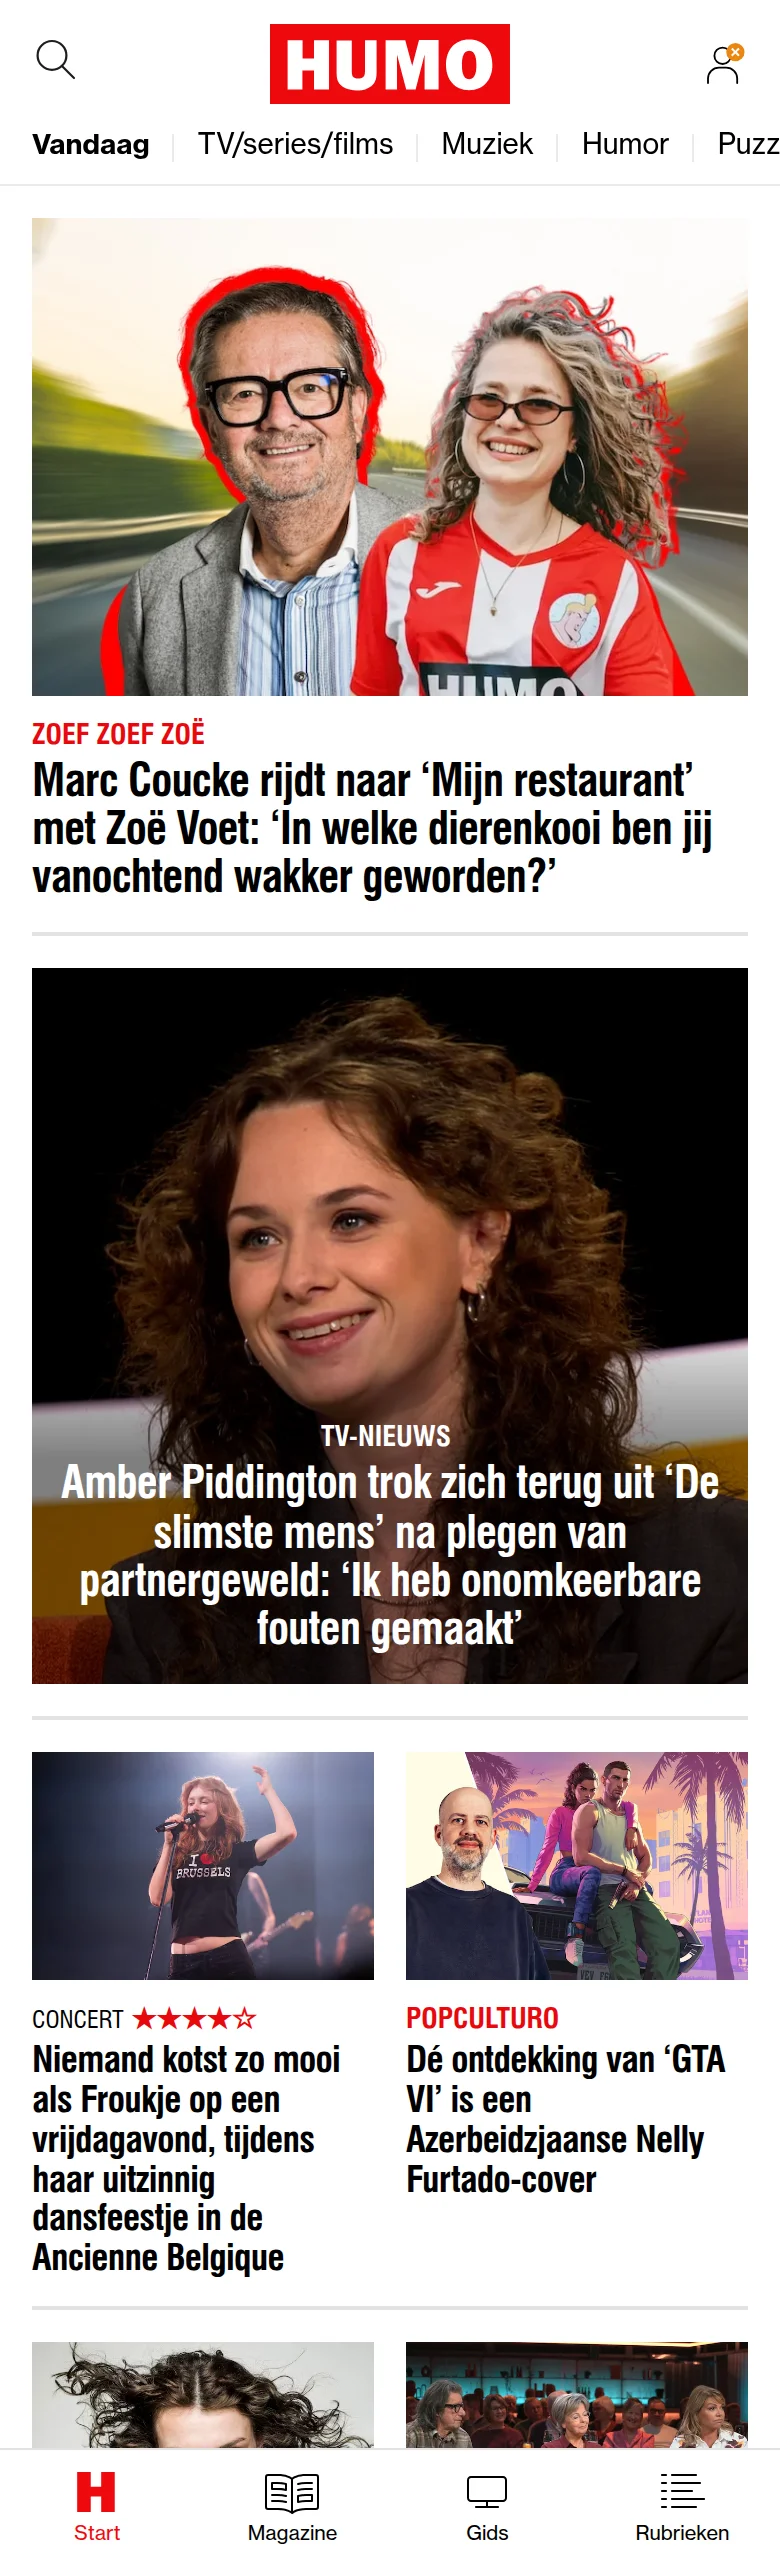 HUMO
Vandaag
TV/series/films
Muziek
Humor
Puzz
HUMO
ZOEF ZOEF ZOË
Marc Coucke rijdt naar ‘Mijn restaurant’
met Zoë Voet: ‘In welke dierenkooi ben jij
vanochtend wakker geworden?’
TV-NIEUWS
Amber Piddington trok zich terug uit ‘De
slimste mens’ na plegen van
partnergeweld: ‘Ik heb onomkeerbare
fouten gemaakt’
I
BRUSSELS
CONCERT ★★★★☆
Niemand kotst zo mooi
als Froukje op een
vrijdagavond, tijdens
haar uitzinnig
dansfeestje in de
Ancienne Belgique
POPCULTURO
Dé ontdekking van ‘GTA
VI’ is een
Azerbeidzjaanse Nelly
Furtado-cover
H
Start
Magazine
Gids
Rubrieken